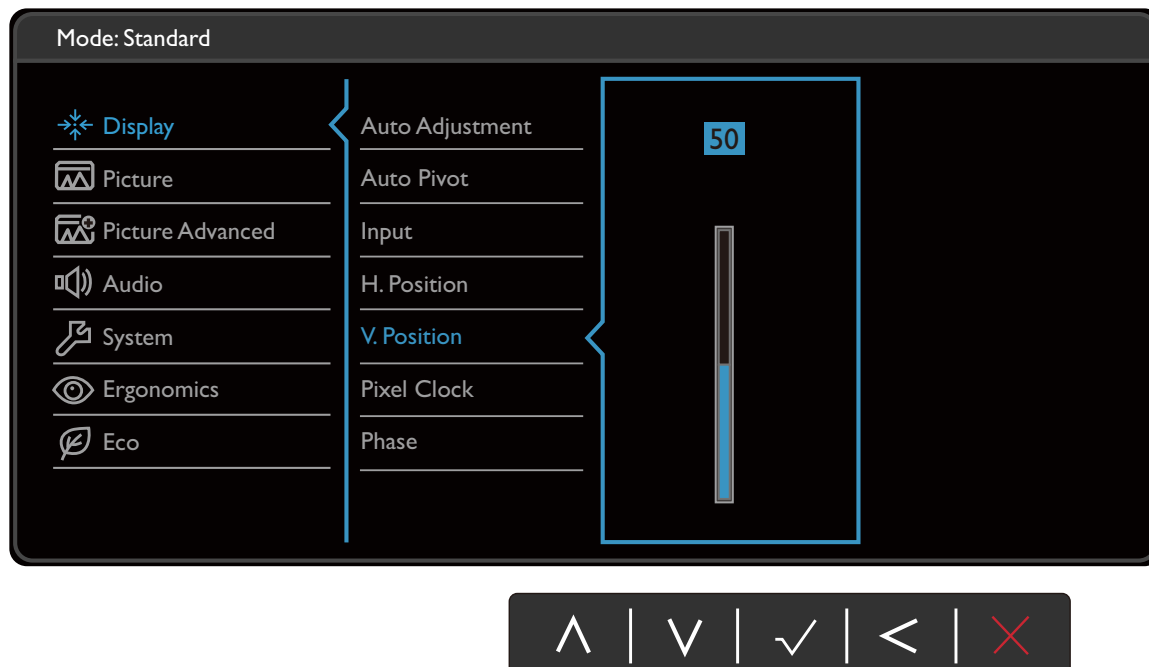 Mode: Standard
Display
Picture
Picture Advanced
Audio
System
Ergonomics
Eco
Auto Adjustment
Auto Pivot
Input
H. Position
V. Position
Pixel Clock
Phase
50